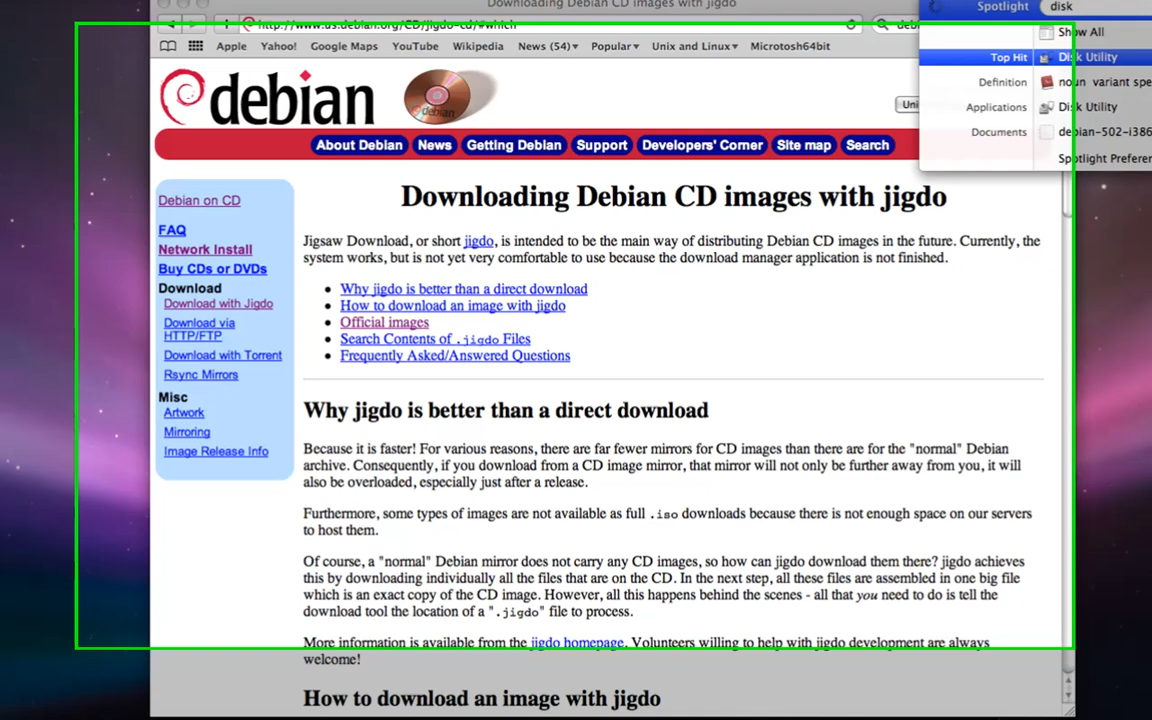 Downloading Debian CD images with jigdo
Spotlight disk
http://www.us.debian.org/CD/jigdo-cd/#which
deb
Show All
Apple Yahoo! Google Maps YouTube Wikipedia News (54)▾ Popular▾ Unix and Linux▾ Microtosh64bit
Top Hit Disk Utility
Definition noun variant spe
Applications Disk Utility
Documents debian-502-i386
Spotlight Preferen
debian
debian
Uni
About Debian News Getting Debian Support Developers' Corner Site map Search
Debian on CD
FAQ
Network Install
Buy CDs or DVDs
Download
Download with Jigdo
Download via
HTTP/FTP
Download with Torrent
Rsync Mirrors
Misc
Artwork
Mirroring
Image Release Info
Downloading Debian CD images with jigdo
Jigsaw Download, or short jigdo, is intended to be the main way of distributing Debian CD images in the future. Currently, the
system works, but is not yet very comfortable to use because the download manager application is not finished.
• Why jigdo is better than a direct download
• How to download an image with jigdo
• Official images
• Search Contents of .jigdo Files
• Frequently Asked/Answered Questions
Why jigdo is better than a direct download
Because it is faster! For various reasons, there are far fewer mirrors for CD images than there are for the "normal" Debian
archive. Consequently, if you download from a CD image mirror, that mirror will not only be further away from you, it will
also be overloaded, especially just after a release.
Furthermore, some types of images are not available as full .iso downloads because there is not enough space on our servers
to host them.
Of course, a "normal" Debian mirror does not carry any CD images, so how can jigdo download them there? jigdo achieves
this by downloading individually all the files that are on the CD. In the next step, all these files are assembled in one big file
which is an exact copy of the CD image. However, all this happens behind the scenes - all that you need to do is tell the
download tool the location of a ".jigdo" file to process.
More information is available from the jigdo homepage. Volunteers willing to help with jigdo development are always
welcome!
How to download an image with jigdo